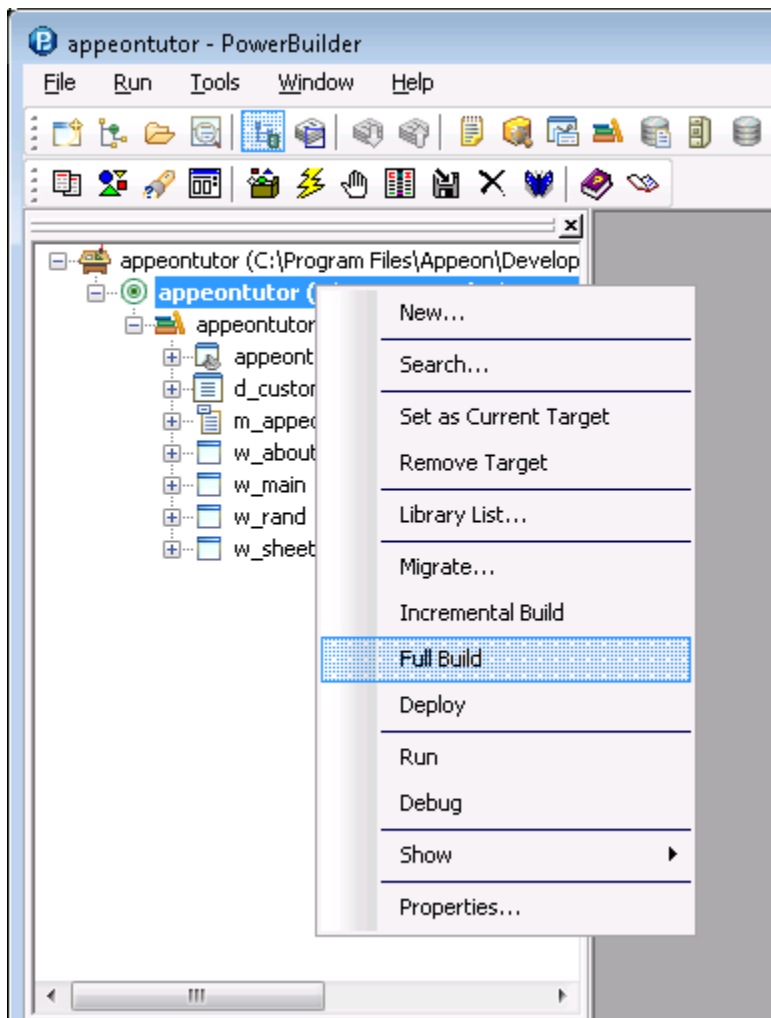 appeontutor - PowerBuilder
File Run Tools Window Help
appeontutor (C:\Program Files\Appeon\Develop
appeontutor (
appeontutor
appeont
d_custor
m_appeo
w_about
w_main
w_rand
w_sheet
New...
Search...
Set as Current Target
Remove Target
Library List...
Migrate...
Incremental Build
Full Build
Deploy
Run
Debug
Show
Properties...